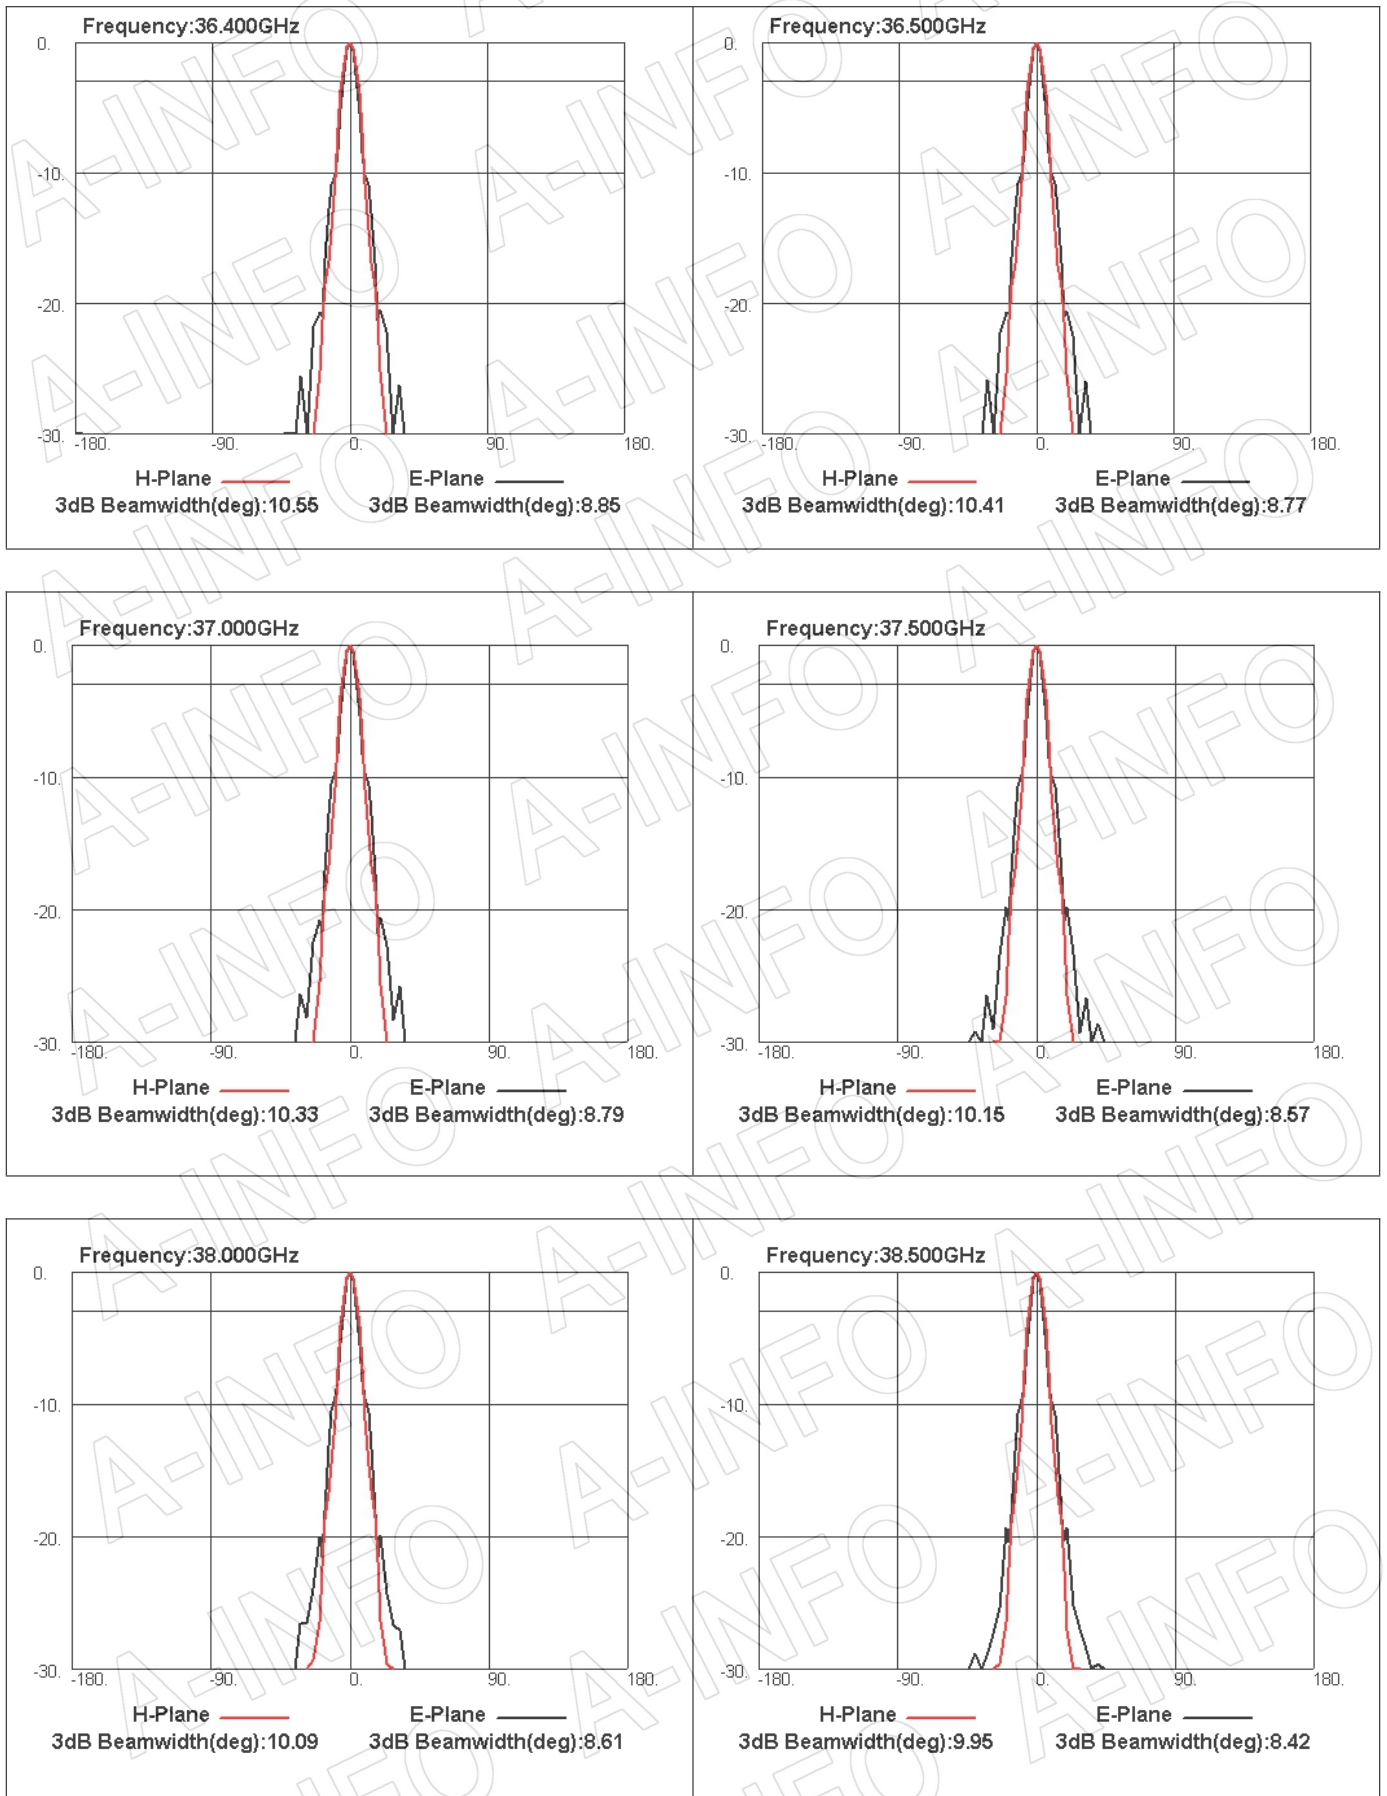 Frequency:36.400GHz
0.
-10.
-20.
-30.
-180.
-90.
0.
90.
180.
H-Plane
E-Plane
3dB Beamwidth(deg):10.55
3dB Beamwidth(deg):8.85
Frequency:36.500GHz
0.
-10.
-20.
-30.
-180.
-90.
0.
90.
180.
H-Plane
E-Plane
3dB Beamwidth(deg):10.41
3dB Beamwidth(deg):8.77
Frequency:37.000GHz
0.
-10.
-20.
-30.
-180.
-90.
0.
90.
180.
H-Plane
E-Plane
3dB Beamwidth(deg):10.33
3dB Beamwidth(deg):8.79
Frequency:37.500GHz
0.
-10.
-20.
-30.
-180.
-90.
0.
90.
180.
H-Plane
E-Plane
3dB Beamwidth(deg):10.15
3dB Beamwidth(deg):8.57
Frequency:38.000GHz
0.
-10.
-20.
-30.
-180.
-90.
0.
90.
180.
H-Plane
E-Plane
3dB Beamwidth(deg):10.09
3dB Beamwidth(deg):8.61
Frequency:38.500GHz
0.
-10.
-20.
-30.
-180.
-90.
0.
90.
180.
H-Plane
E-Plane
3dB Beamwidth(deg):9.95
3dB Beamwidth(deg):8.42
A-INFO